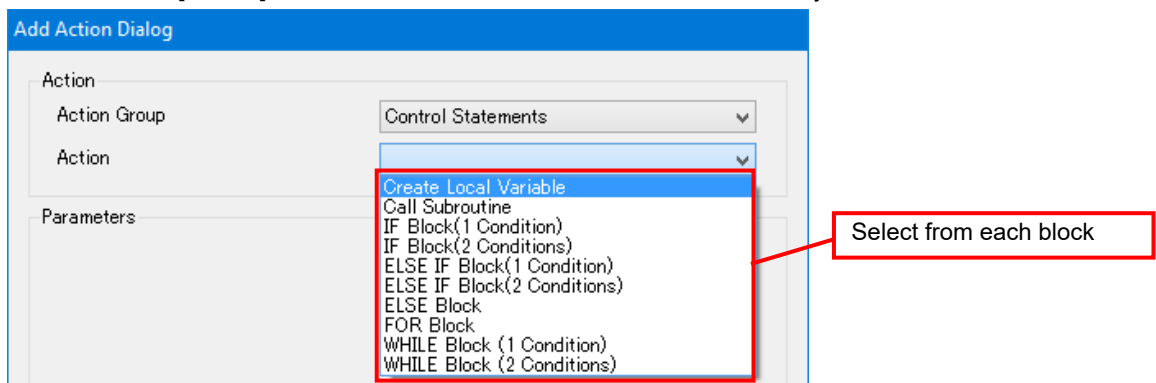 Add Action Dialog
Action
Action Group
Control Statements
Action
Create Local Variable
Call Subroutine
IF Block(1 Condition)
IF Block(2 Conditions)
ELSE IF Block(1 Condition)
ELSE IF Block(2 Conditions)
ELSE Block
FOR Block
WHILE Block (1 Condition)
WHILE Block (2 Conditions)
Parameters
Select from each block